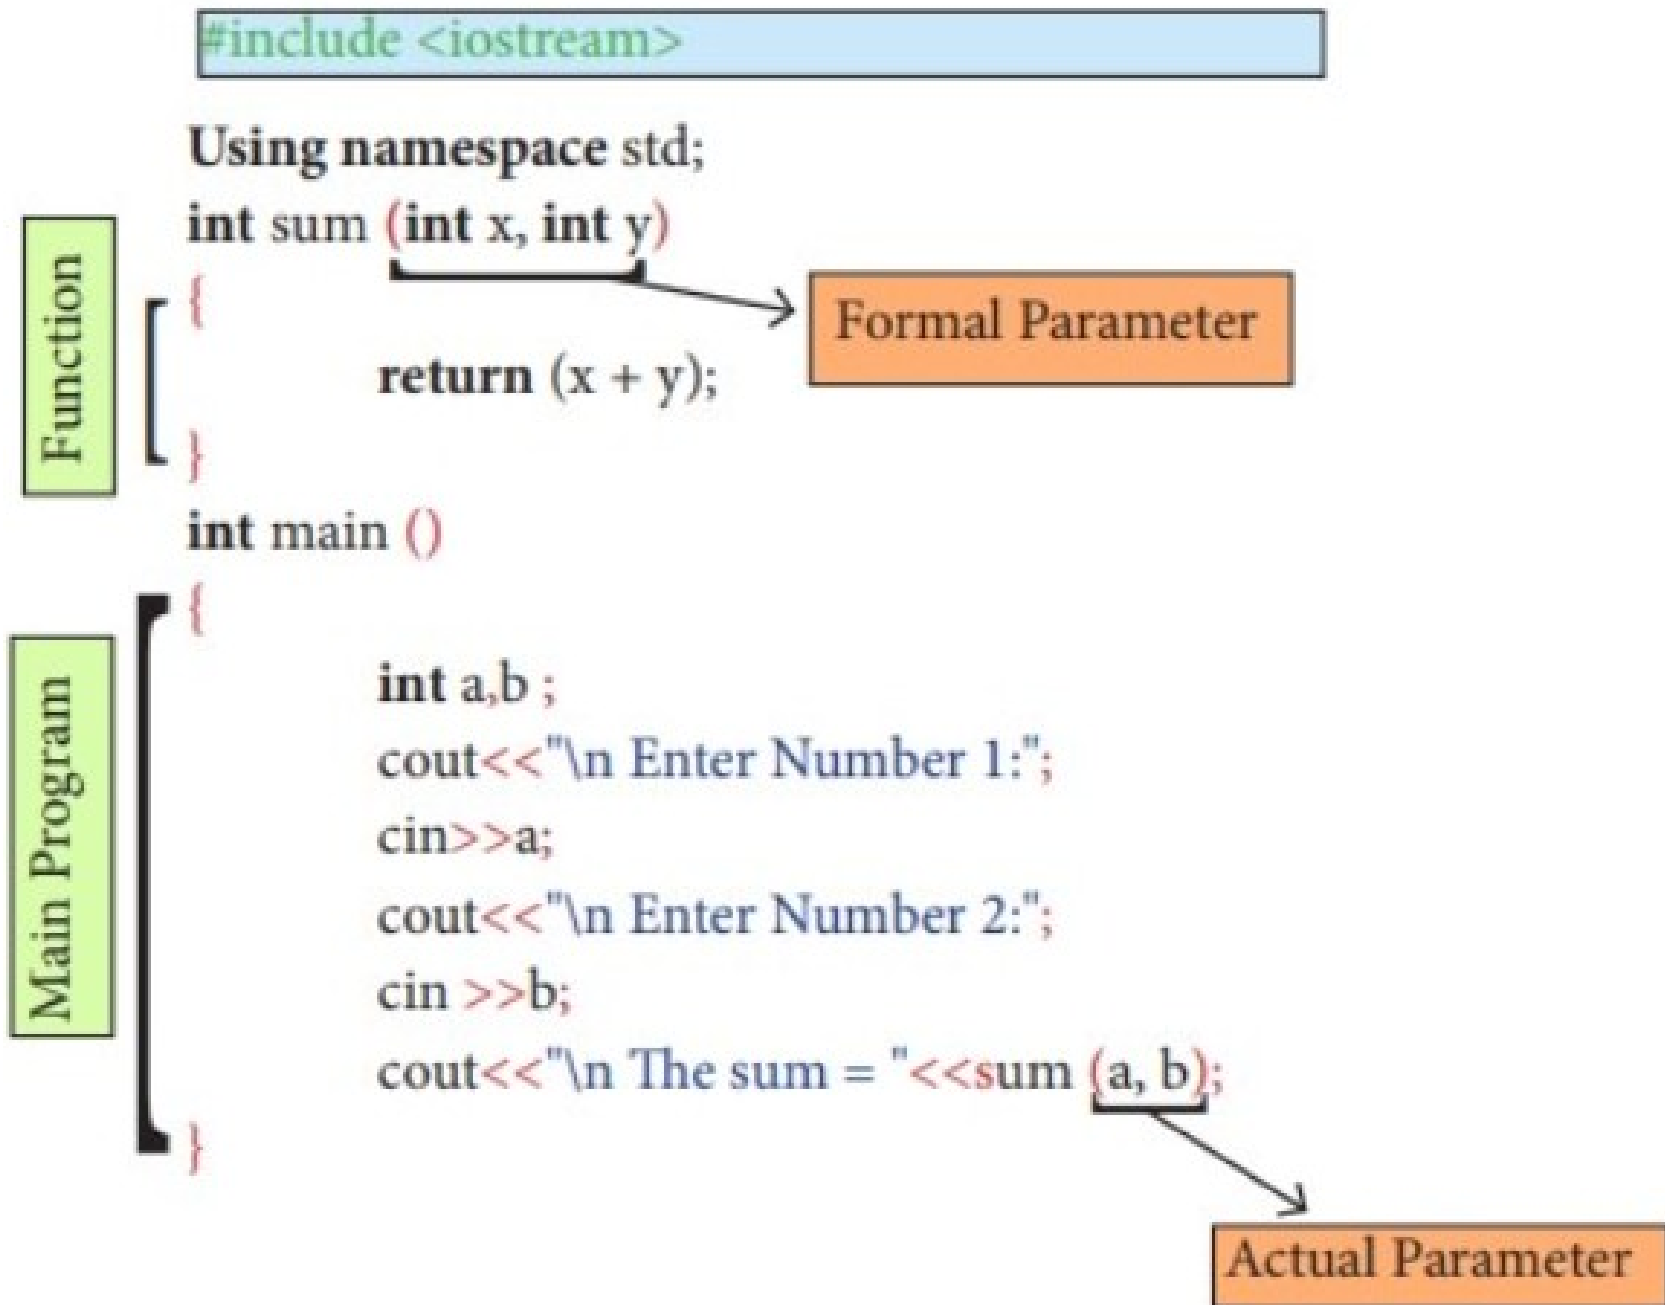 #include <iostream>
Using namespace std;
int sum (int x, int y)
{
Formal Parameter
return (x + y);
}
Function
int main ()
{
int a,b ;
cout<<"\n Enter Number 1:";
cin>>a;
cout<<"\n Enter Number 2:";
cin >>b;
cout<<"\n The sum = "<<sum (a, b);
}
Main Program
Actual Parameter